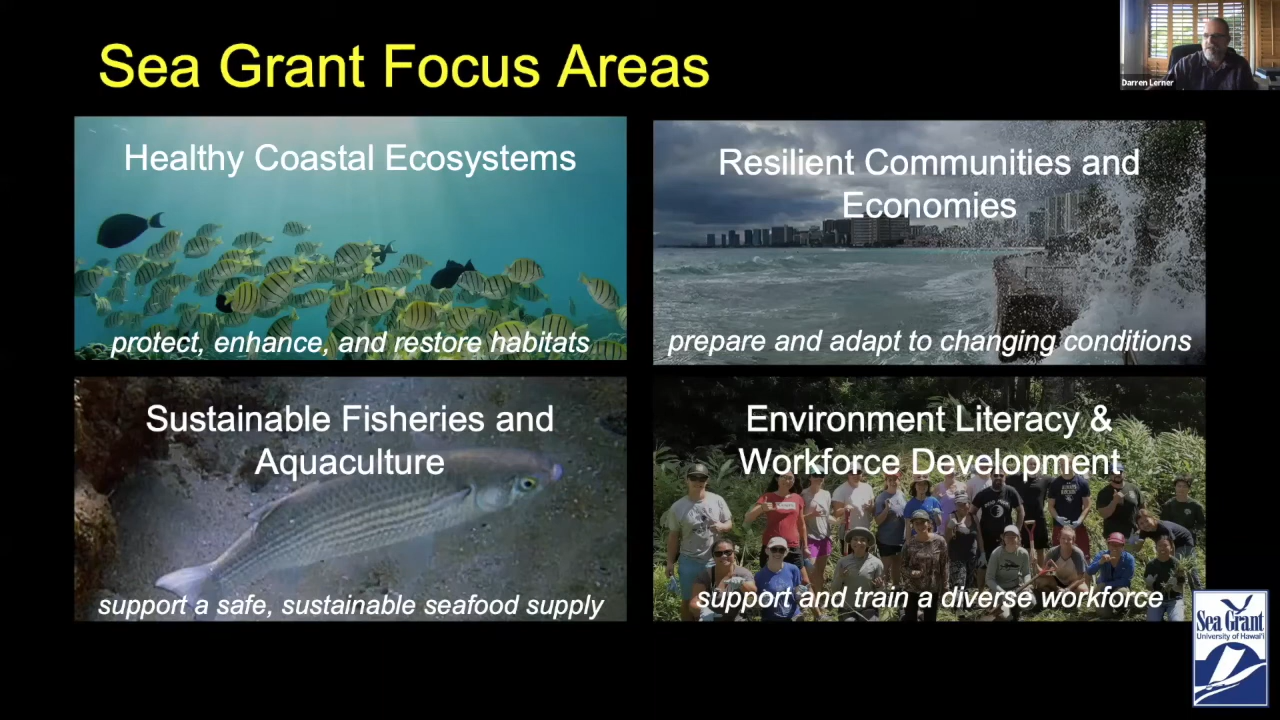 Sea Grant Focus Areas
Darren Lerner
Healthy Coastal Ecosystems
protect, enhance, and restore habitats
Resilient Communities and
Economies
prepare and adapt to changing conditions
Sustainable Fisheries and
Aquaculture
support a safe, sustainable seafood supply
Environment Literacy &
Workforce Development
support and train a diverse workforce
Sea Grant
University of Hawai'i